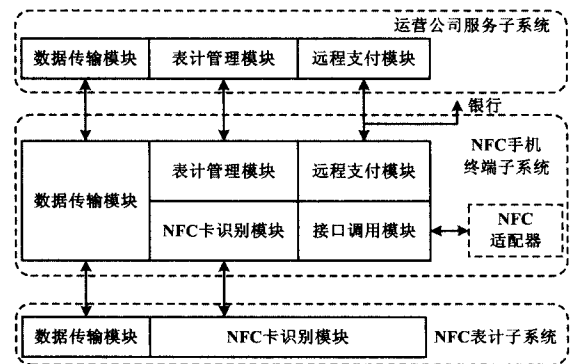 运营公司服务子系统
数据传输模块 表计管理模块 远程支付模块
银行
NFC手机
终端子系统
表计管理模块 远程支付模块
数据传输模块
NFC卡识别模块 接口调用模块
NFC
适配器
数据传输模块 NFC卡识别模块 NFC表计子系统